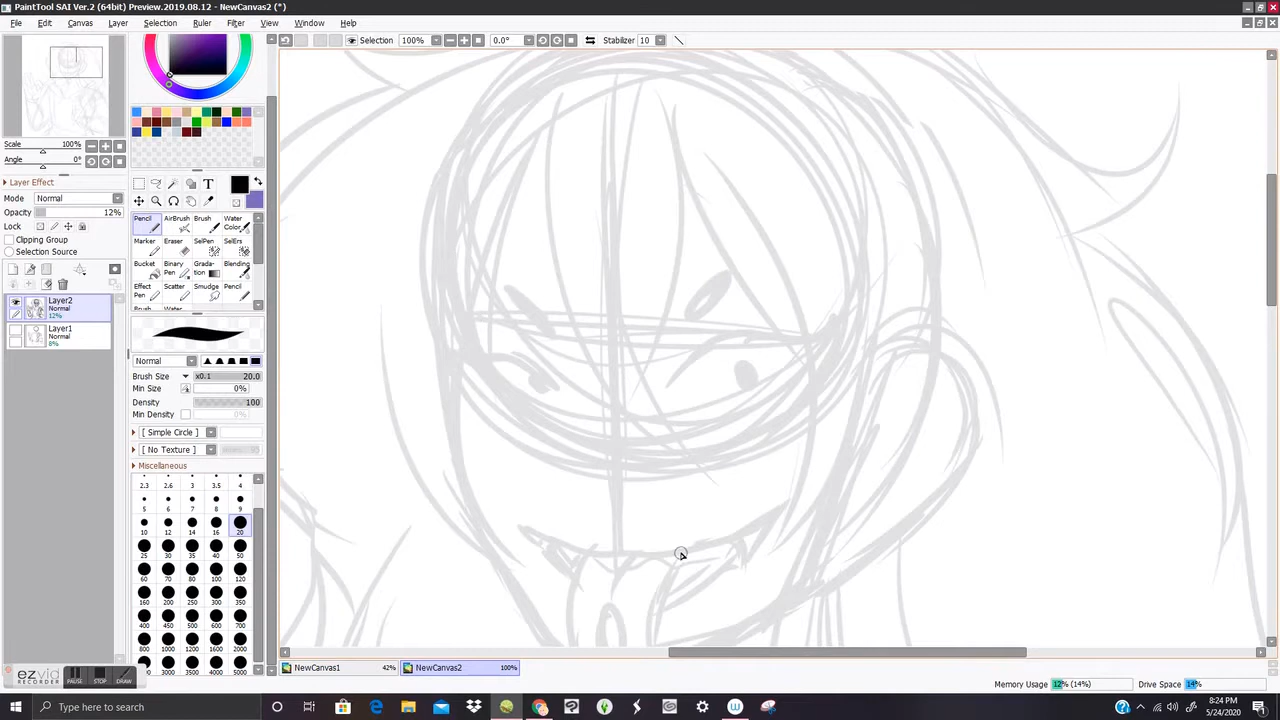 PaintTool SAI Ver.2 (64bit) Preview.2019.08.12 - NewCanvas2 (*)
File Edit Canvas Layer Selection Ruler Filter View Window Help
Selection 100% 0.0° Stabilizer 10
Scale 100%
Angle 0°
Layer Effect
Mode Normal
Opacity 12%
Lock
Clipping Group
Selection Source
Layer2
Normal
12%
Layer1
Normal
8%
T
Pencil AirBrush Brush Water Color
Marker Eraser SelPen SelErs
Bucket Binary Pen Grada-tion Blending
Effect Pen Scatter Smudge Pencil
Brush Water
Normal
Brush Size x0.1 20.0
Min Size 0%
Density 100
Min Density 0%
[ Simple Circle ]
[ No Texture ]
Miscellaneous
2.3 2.6 3 3.5 4
5 6 7 8 9
10 12 14 16 20
25 30 35 40 50
60 70 80 100 120
160 200 250 300 350
400 450 500 600 700
800 1000 1200 1600 2000
3000 3500 4000 5000
NewCanvas1 42% NewCanvas2 100%
Memory Usage 12% (14%) Drive Space 14%
ezvid
RECORDER
PAUSE STOP DRAW
Type here to search
8:24 PM
5/24/2020